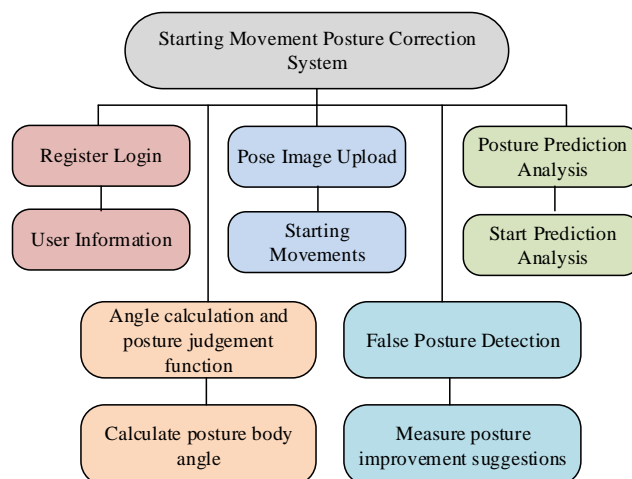 Starting Movement Posture Correction
System
Register Login
User Information
Pose Image Upload
Starting
Movements
Posture Prediction
Analysis
Start Prediction
Analysis
Angle calculation and
posture judgement
function
Calculate posture body
angle
False Posture Detection
Measure posture
improvement suggestions